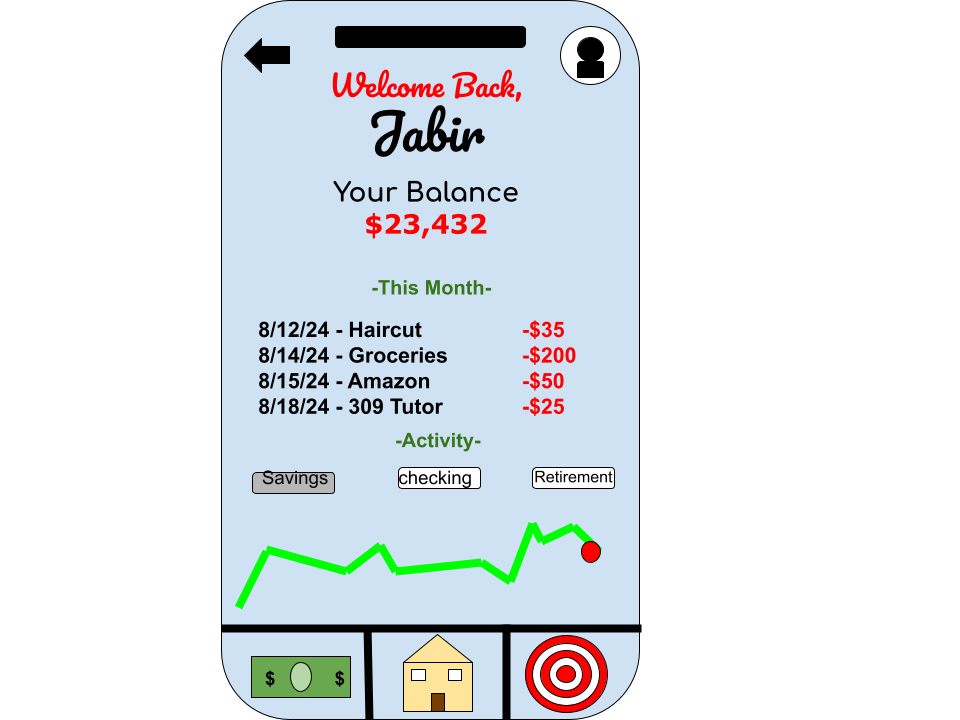 Welcome Back,
Jabir
Your Balance
$23,432
-This Month-
8/12/24 - Haircut -$35
8/14/24 - Groceries -$200
8/15/24 - Amazon -$50
8/18/24 - 309 Tutor -$25
-Activity-
Savings checking Retirement
$ $